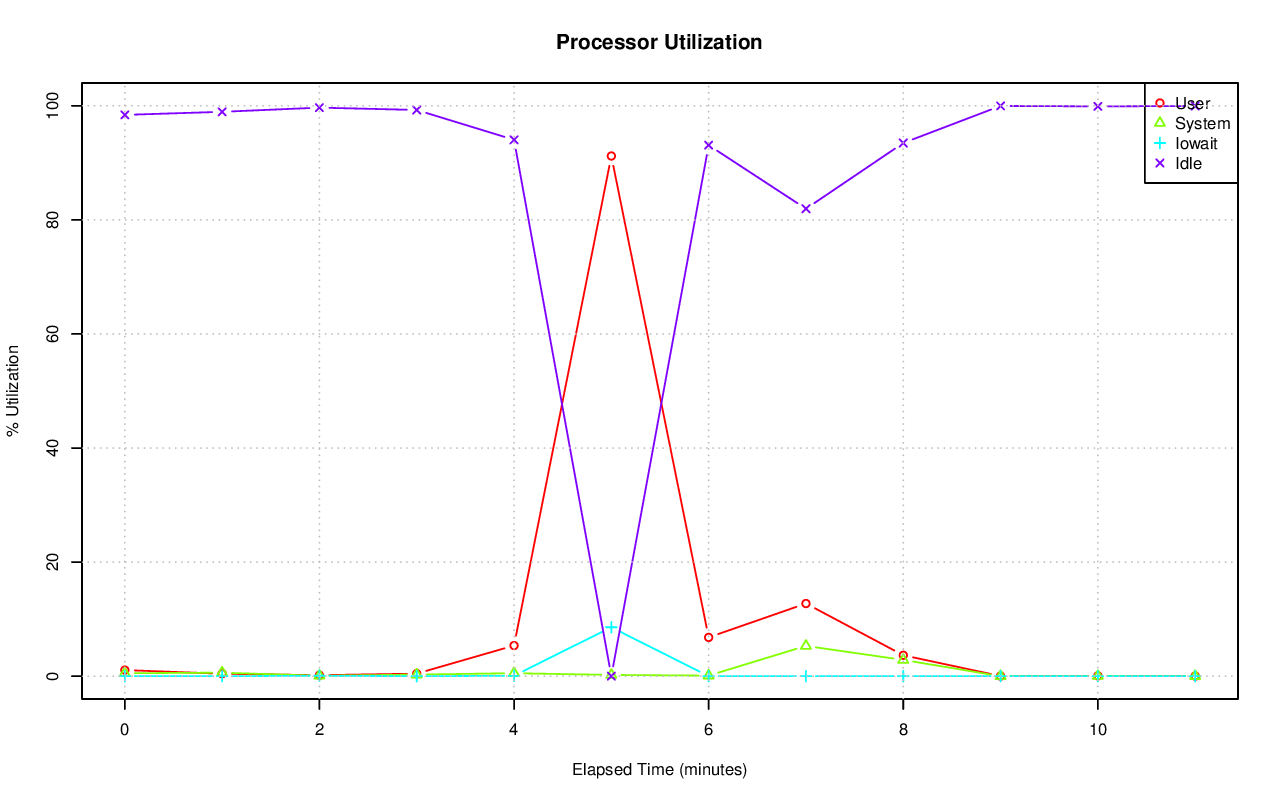 Processor Utilization
% Utilization
100
80
60
40
20
0
User
System
Iowait
Idle
0 2 4 6 8 10
Elapsed Time (minutes)